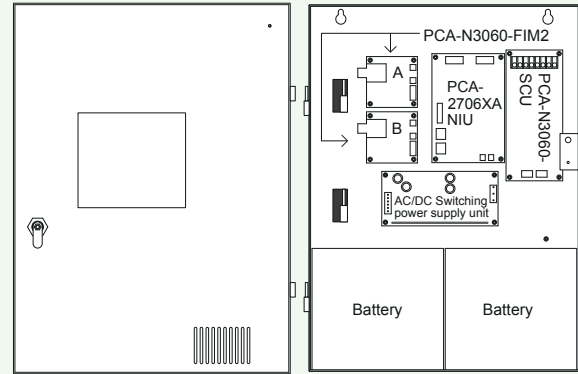 PCA-N3060-FIM2
A
B
PCA-
2706XA
NIU
PCA-N3060-
SCU
AC/DC Switching
power supply unit
Battery
Battery